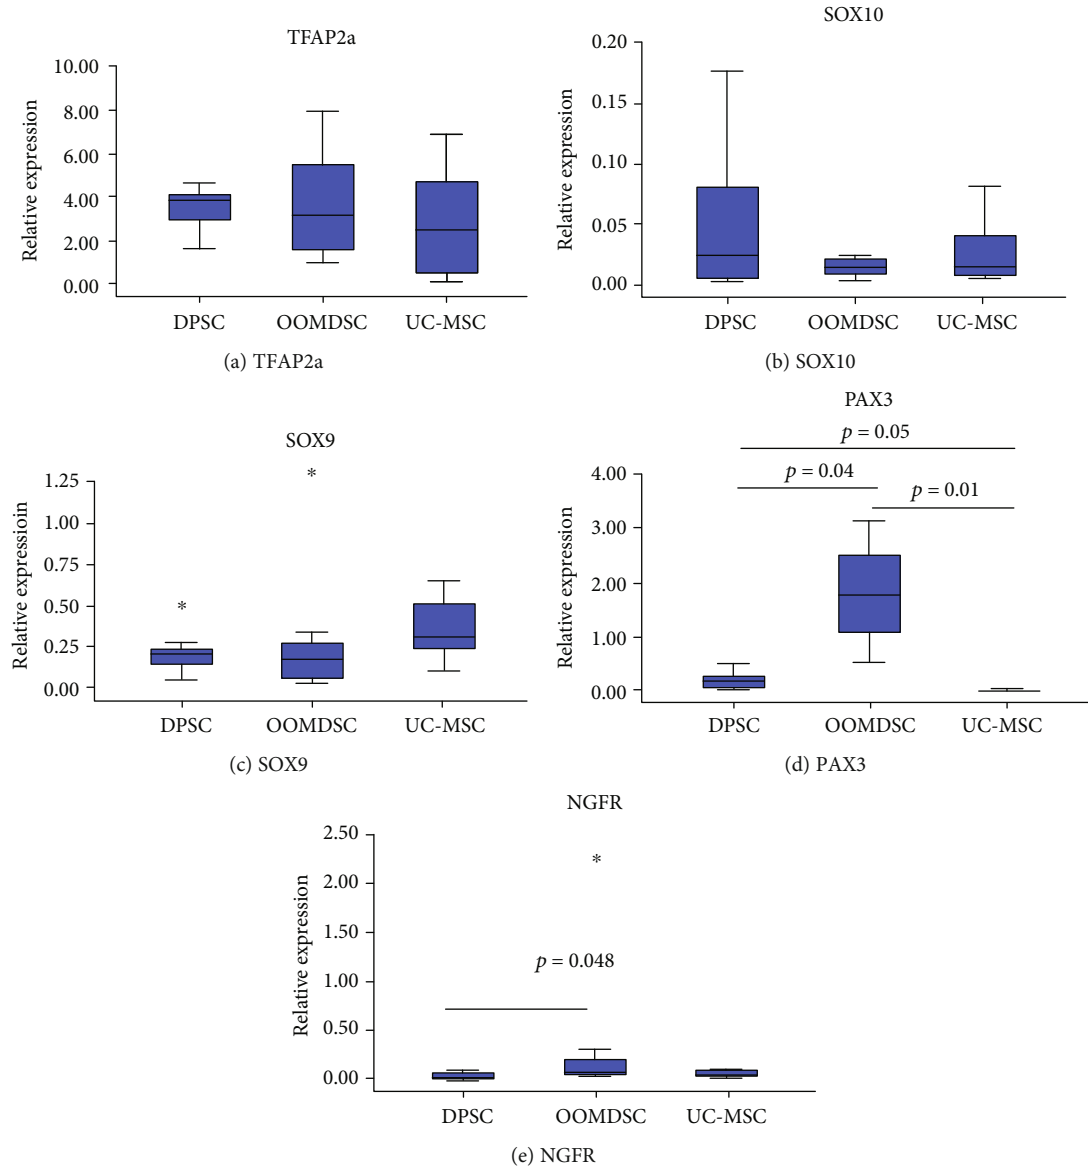 TFAP2a
Relative expression
10.00
8.00
6.00
4.00
2.00
0.00
DPSC OOMDSC UC-MSC
(a) TFAP2a
SOX10
Relative expression
0.20
0.15
0.10
0.05
0.00
DPSC OOMDSC UC-MSC
(b) SOX10
SOX9
Relative expressioin
1.25
1.00
0.75
0.50
0.25
0.00
*
*
DPSC OOMDSC UC-MSC
(c) SOX9
PAX3
p = 0.05
p = 0.04
p = 0.01
Relative expression
4.00
3.00
2.00
1.00
0.00
DPSC OOMDSC UC-MSC
(d) PAX3
NGFR
Relative expression
2.50
2.00
1.50
1.00
0.50
0.00
*
p = 0.048
DPSC OOMDSC UC-MSC
(e) NGFR